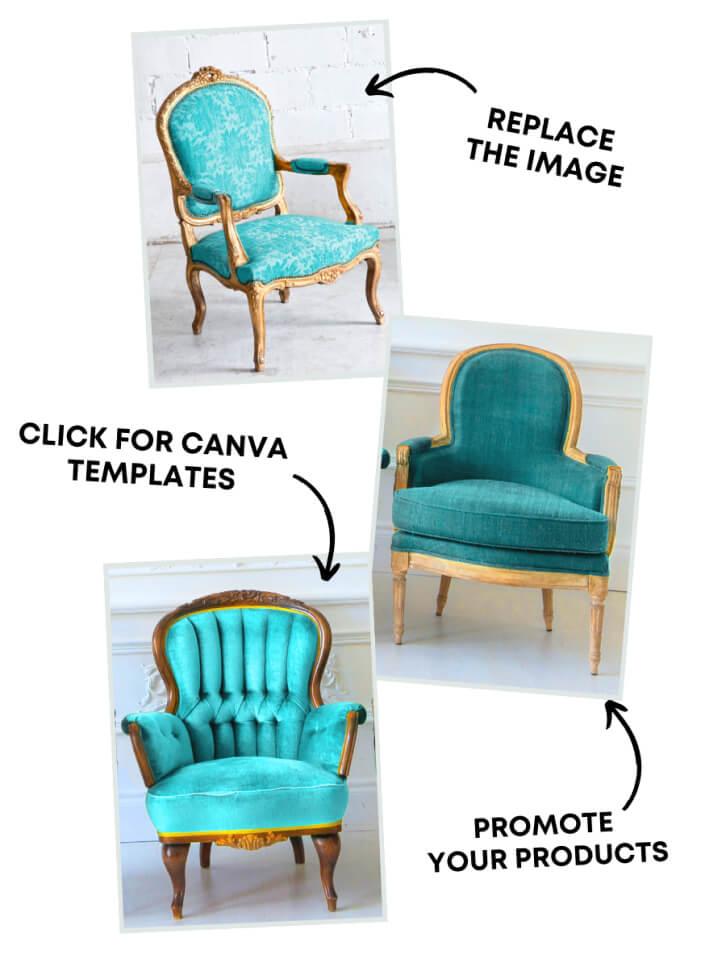 REPLACE
THE IMAGE
CLICK FOR CANVA
TEMPLATES
PROMOTE
YOUR PRODUCTS